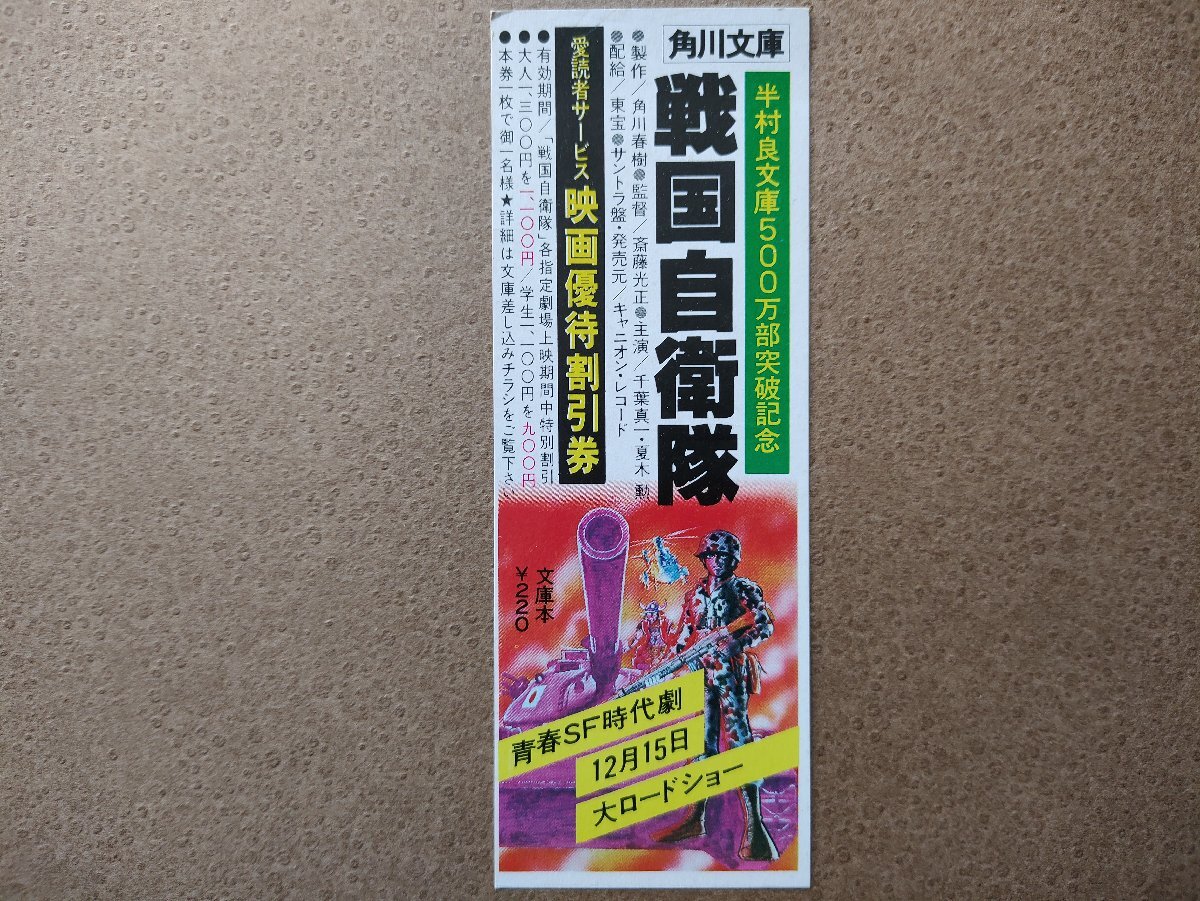 角川文庫
半村良文庫500万部突破記念
戦国自衛隊
●製作/角川春樹●監督/斎藤光正●主演/千葉真一・夏木勲
●配給/東宝●サントラ盤・発売元/キャニオン・レコード
愛読者サービス 映画優待割引券
●有効期間/「戦国自衛隊」各指定劇場上映期間中特別割引
●大人一、三〇〇円を一、一〇〇円/学生一、一〇〇円を九〇〇円
●本券一枚で御一名様★詳細は文庫差し込みチラシをご覧下さい
文庫本
¥220
青春SF時代劇
12月15日
大ロードショー